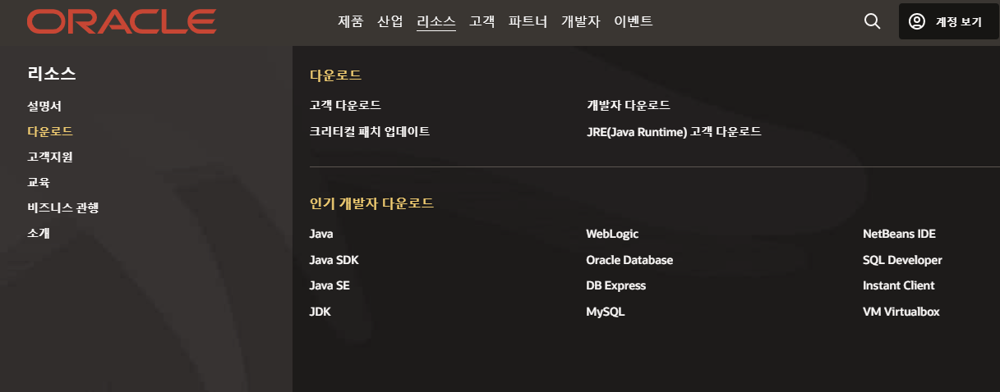 ORACLE
제품 산업 리소스 고객 파트너 개발자 이벤트
계정 보기
리소스
설명서
다운로드
고객지원
교육
비즈니스 관행
소개
다운로드
고객 다운로드 개발자 다운로드
크리티컬 패치 업데이트 JRE(Java Runtime) 고객 다운로드
인기 개발자 다운로드
Java WebLogic NetBeans IDE
Java SDK Oracle Database SQL Developer
Java SE DB Express Instant Client
JDK MySQL VM Virtualbox